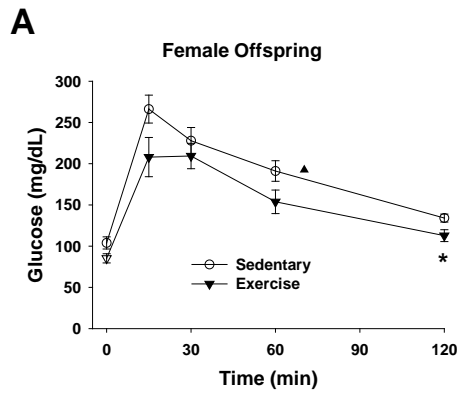 A
Female Offspring
300
250
200
150
100
50
0
Glucose (mg/dL)
Sedentary
Exercise
*
0 30 60 90 120
Time (min)